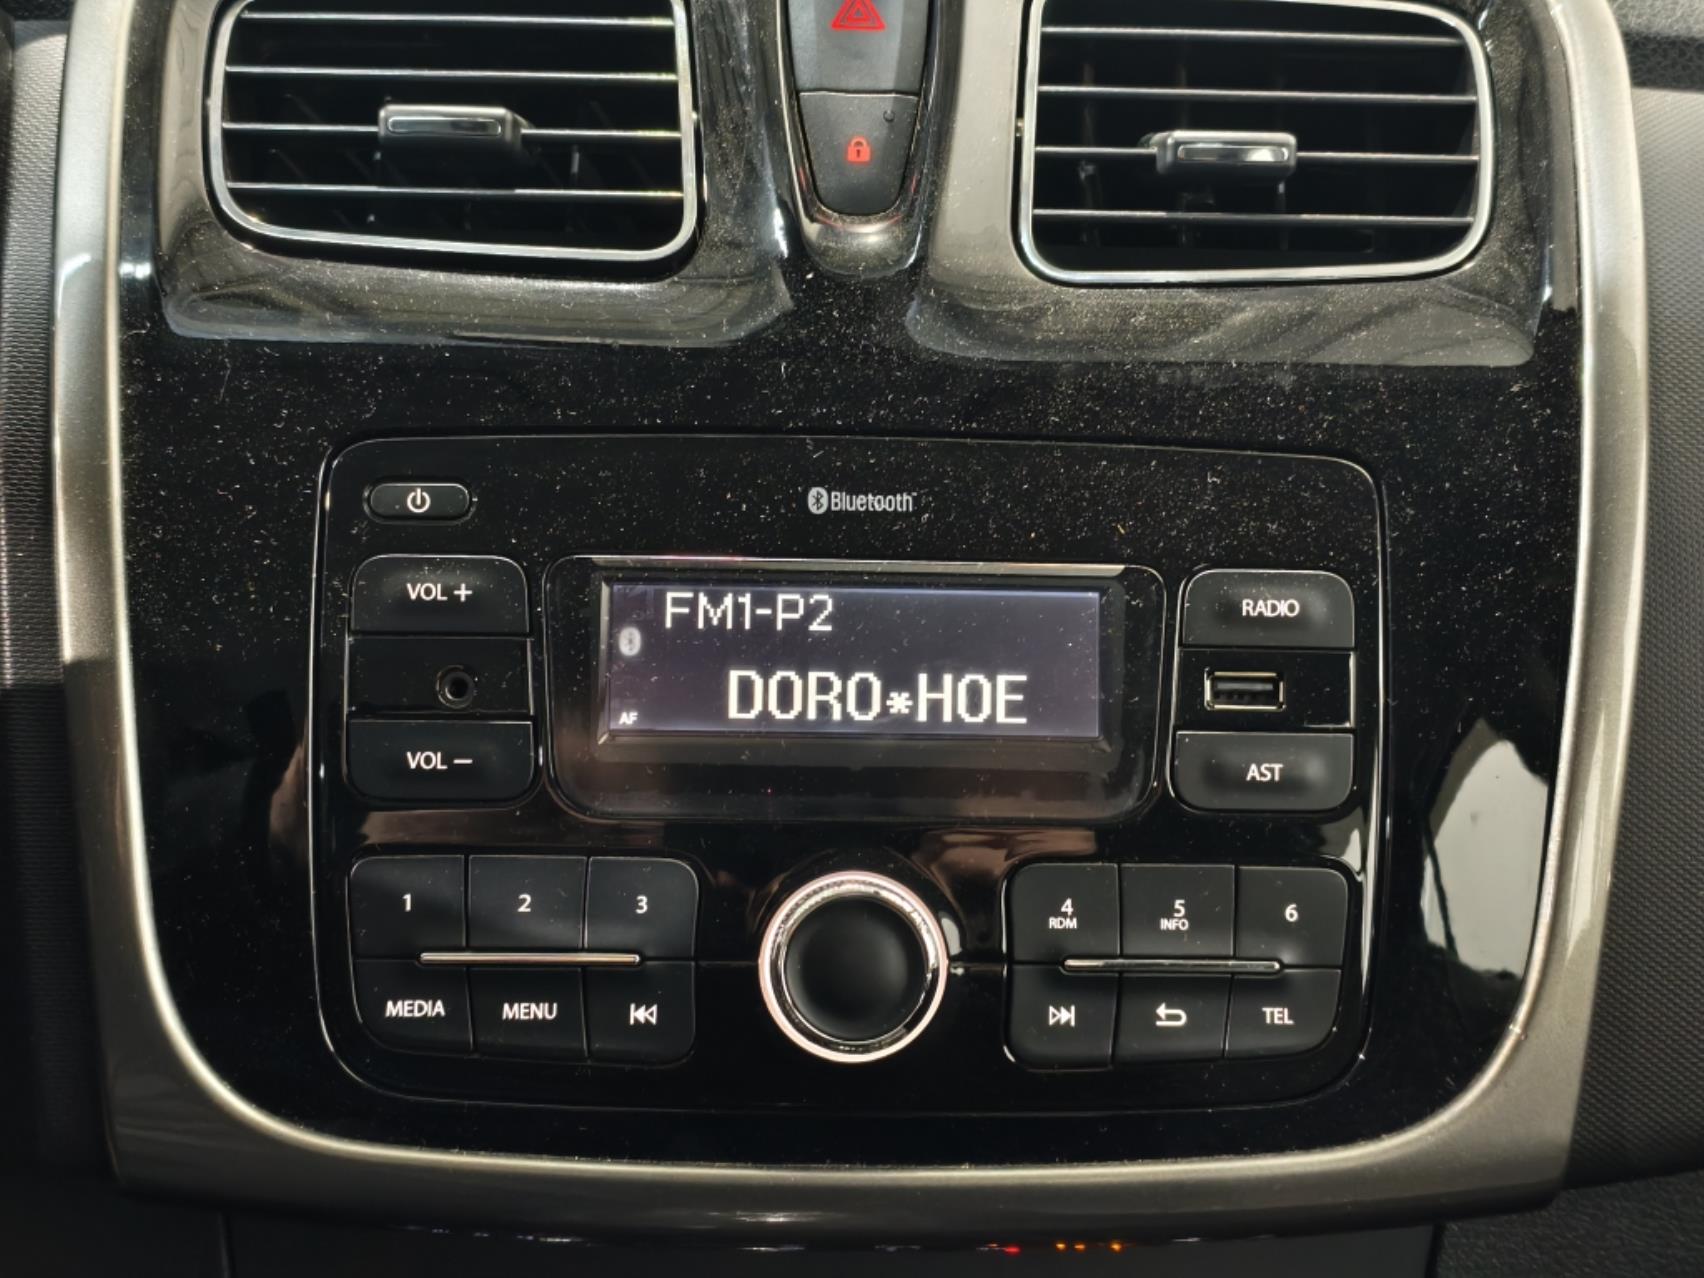 Bluetooth
VOL +
FM1-P2
RADIO
DORO*HOE
AF
VOL −
AST
1
2
3
4
RDM
5
INFO
6
MEDIA
MENU
TEL